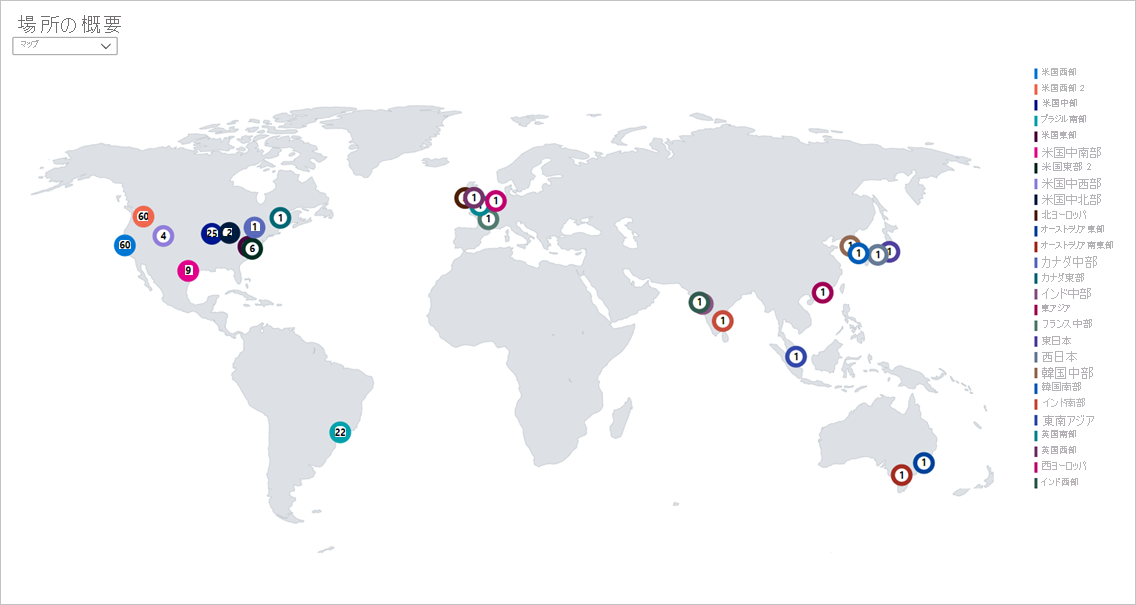 場所の概要
マップ
米国西部
米国西部 2
米国中部
ブラジル南部
米国東部
米国中南部
米国東部 2
米国中西部
米国中北部
北ヨーロッパ
オーストラリア東部
オーストラリア南東部
カナダ中部
カナダ東部
インド中部
東アジア
フランス中部
東日本
西日本
韓国中部
韓国南部
インド南部
東南アジア
英国南部
英国西部
西ヨーロッパ
インド西部
60
60
4
25
2
1
1
6
9
22
1
1
1
1
1
1
1
1
1
1
1
1
1